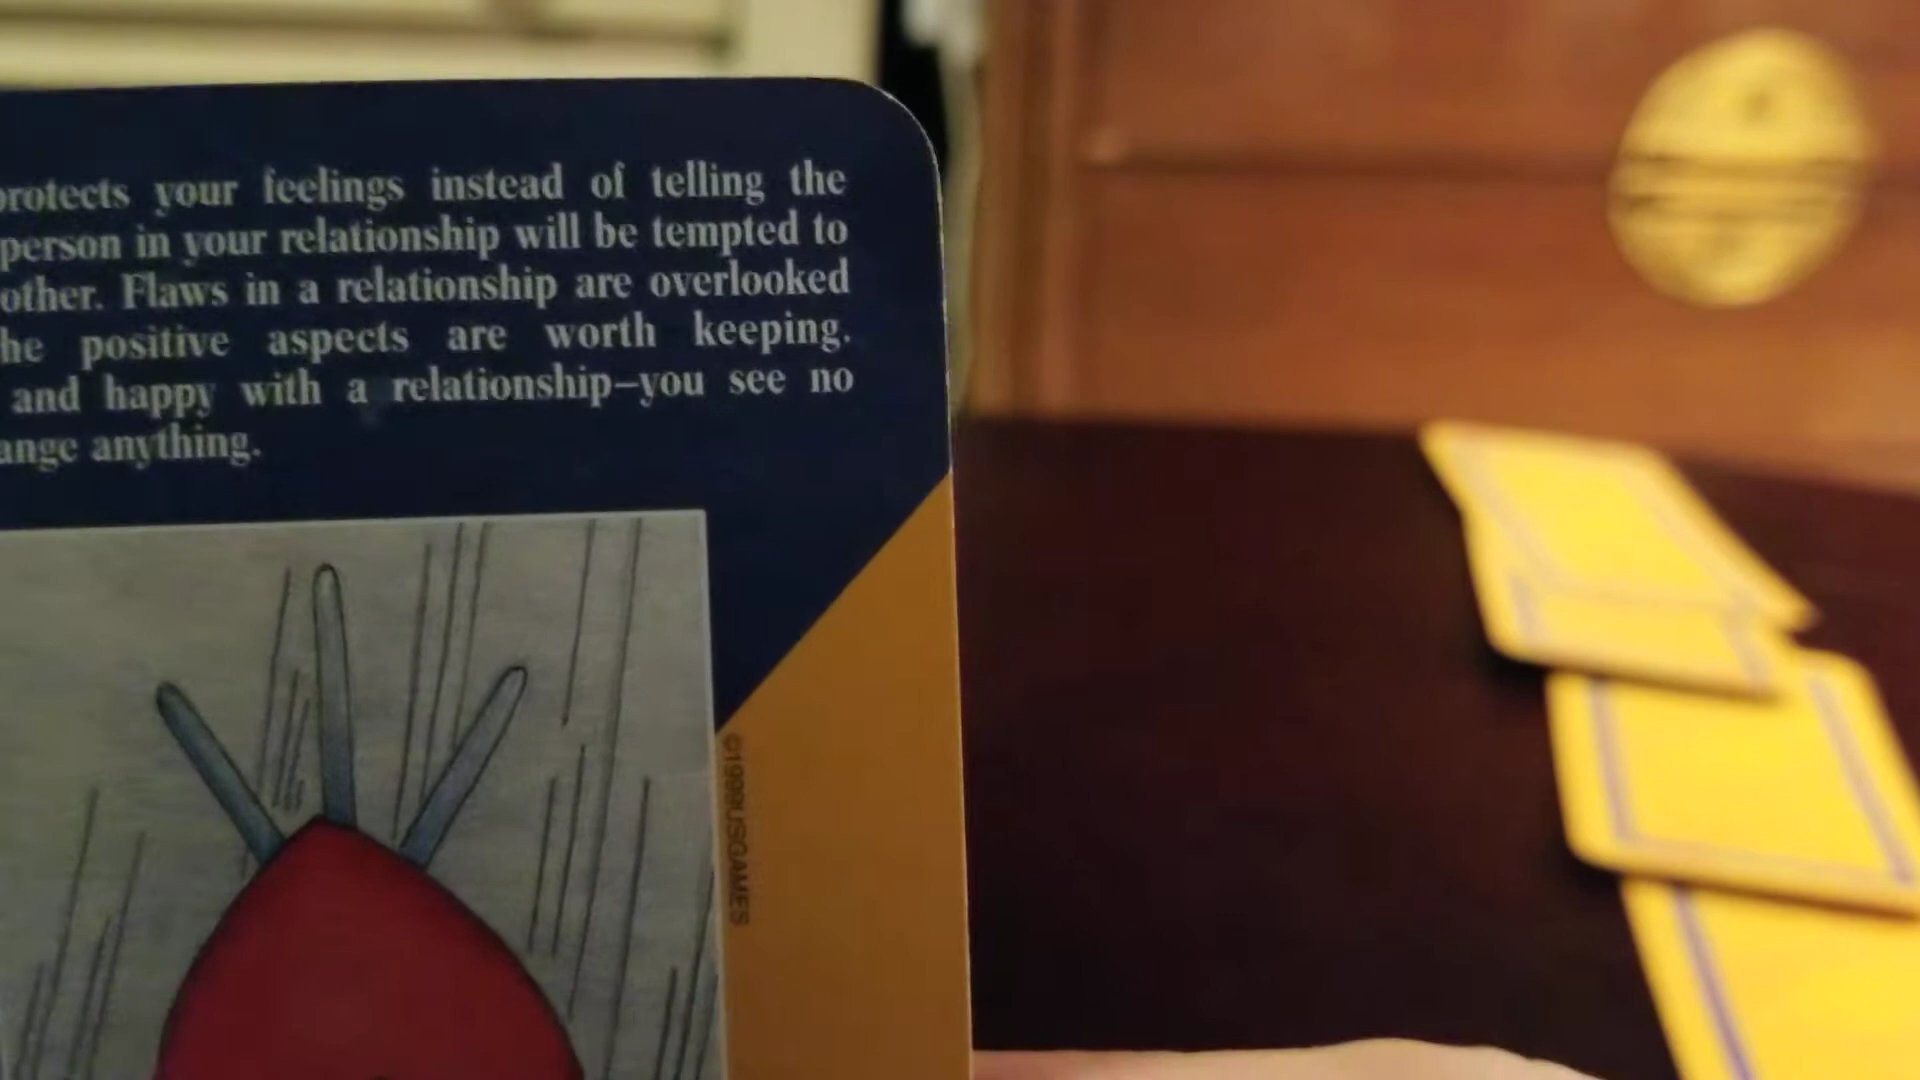 protects your feelings instead of telling the
person in your relationship will be tempted to
other. Flaws in a relationship are overlooked
he positive aspects are worth keeping.
and happy with a relationship–you see no
ange anything.
©1999USGAMES